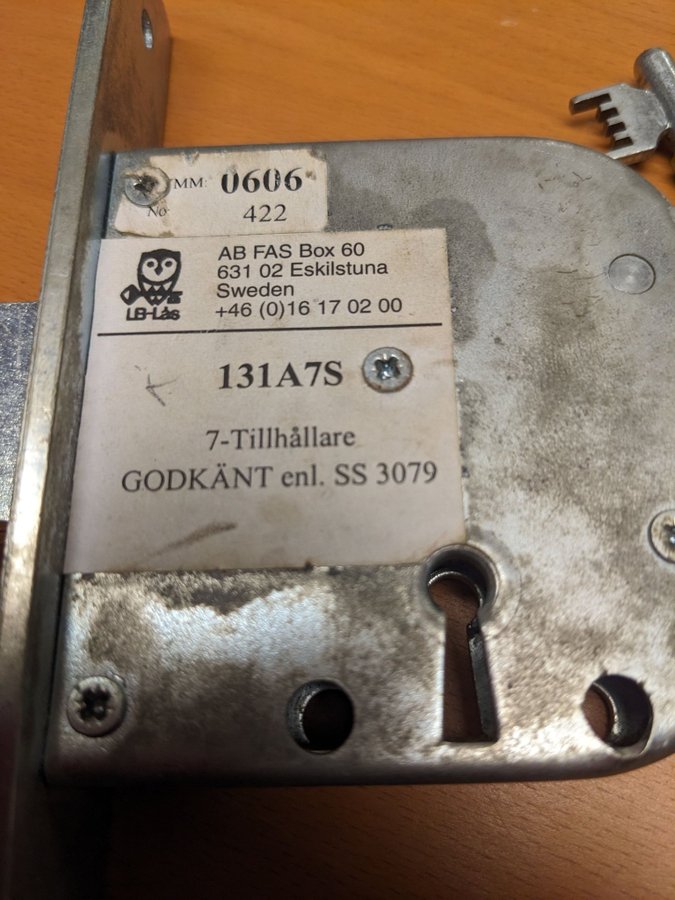 MM: 0606
No 422
AB FAS Box 60
631 02 Eskilstuna
Sweden
+46 (0)16 17 02 00
LB-Lås
131A7S
7-Tillhållare
GODKÄNT enl. SS 3079